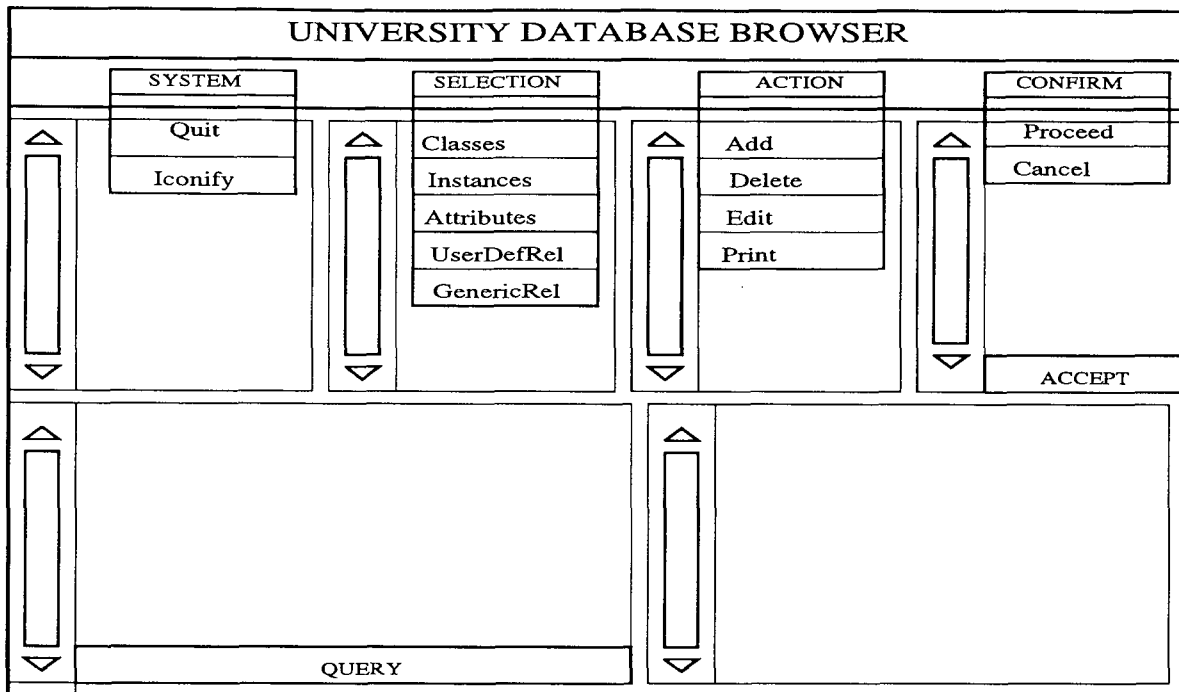 UNIVERSITY DATABASE BROWSER
SYSTEM
Quit
Iconify
SELECTION
Classes
Instances
Attributes
UserDefRel
GenericRel
ACTION
Add
Delete
Edit
Print
CONFIRM
Proceed
Cancel
ACCEPT
QUERY